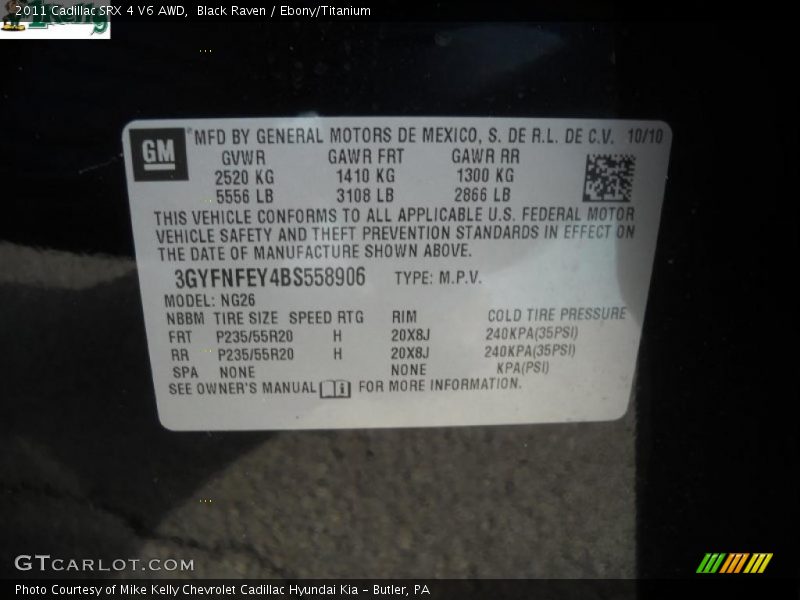 2011 Cadillac SRX 4 V6 AWD,  Black Raven / Ebony/Titanium
GM
MFD BY GENERAL MOTORS DE MEXICO, S. DE R.L. DE C.V. 10/10
GVWR GAWR FRT GAWR RR
2520 KG 1410 KG 1300 KG
5556 LB 3108 LB 2866 LB
THIS VEHICLE CONFORMS TO ALL APPLICABLE U.S. FEDERAL MOTOR
VEHICLE SAFETY AND THEFT PREVENTION STANDARDS IN EFFECT ON
THE DATE OF MANUFACTURE SHOWN ABOVE.
3GYFNFEY4BS558906 TYPE: M.P.V.
MODEL: NG26
NBBM TIRE SIZE SPEED RTG RIM COLD TIRE PRESSURE
FRT P235/55R20 H 20X8J 240KPA(35PSI)
RR P235/55R20 H 20X8J 240KPA(35PSI)
SPA NONE NONE KPA(PSI)
SEE OWNER'S MANUAL FOR MORE INFORMATION.
GTCARLOT.COM
Photo Courtesy of Mike Kelly Chevrolet Cadillac Hyundai Kia – Butler, PA